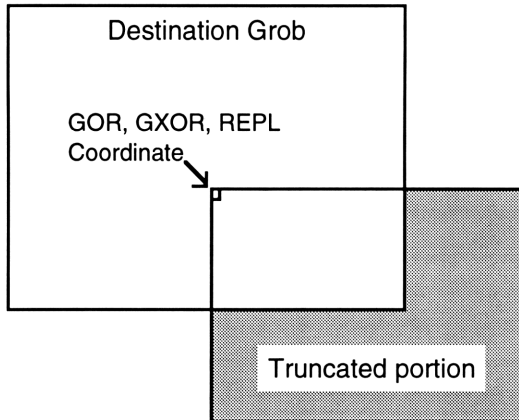 Destination Grob
GOR, GXOR, REPL
Coordinate
Truncated portion